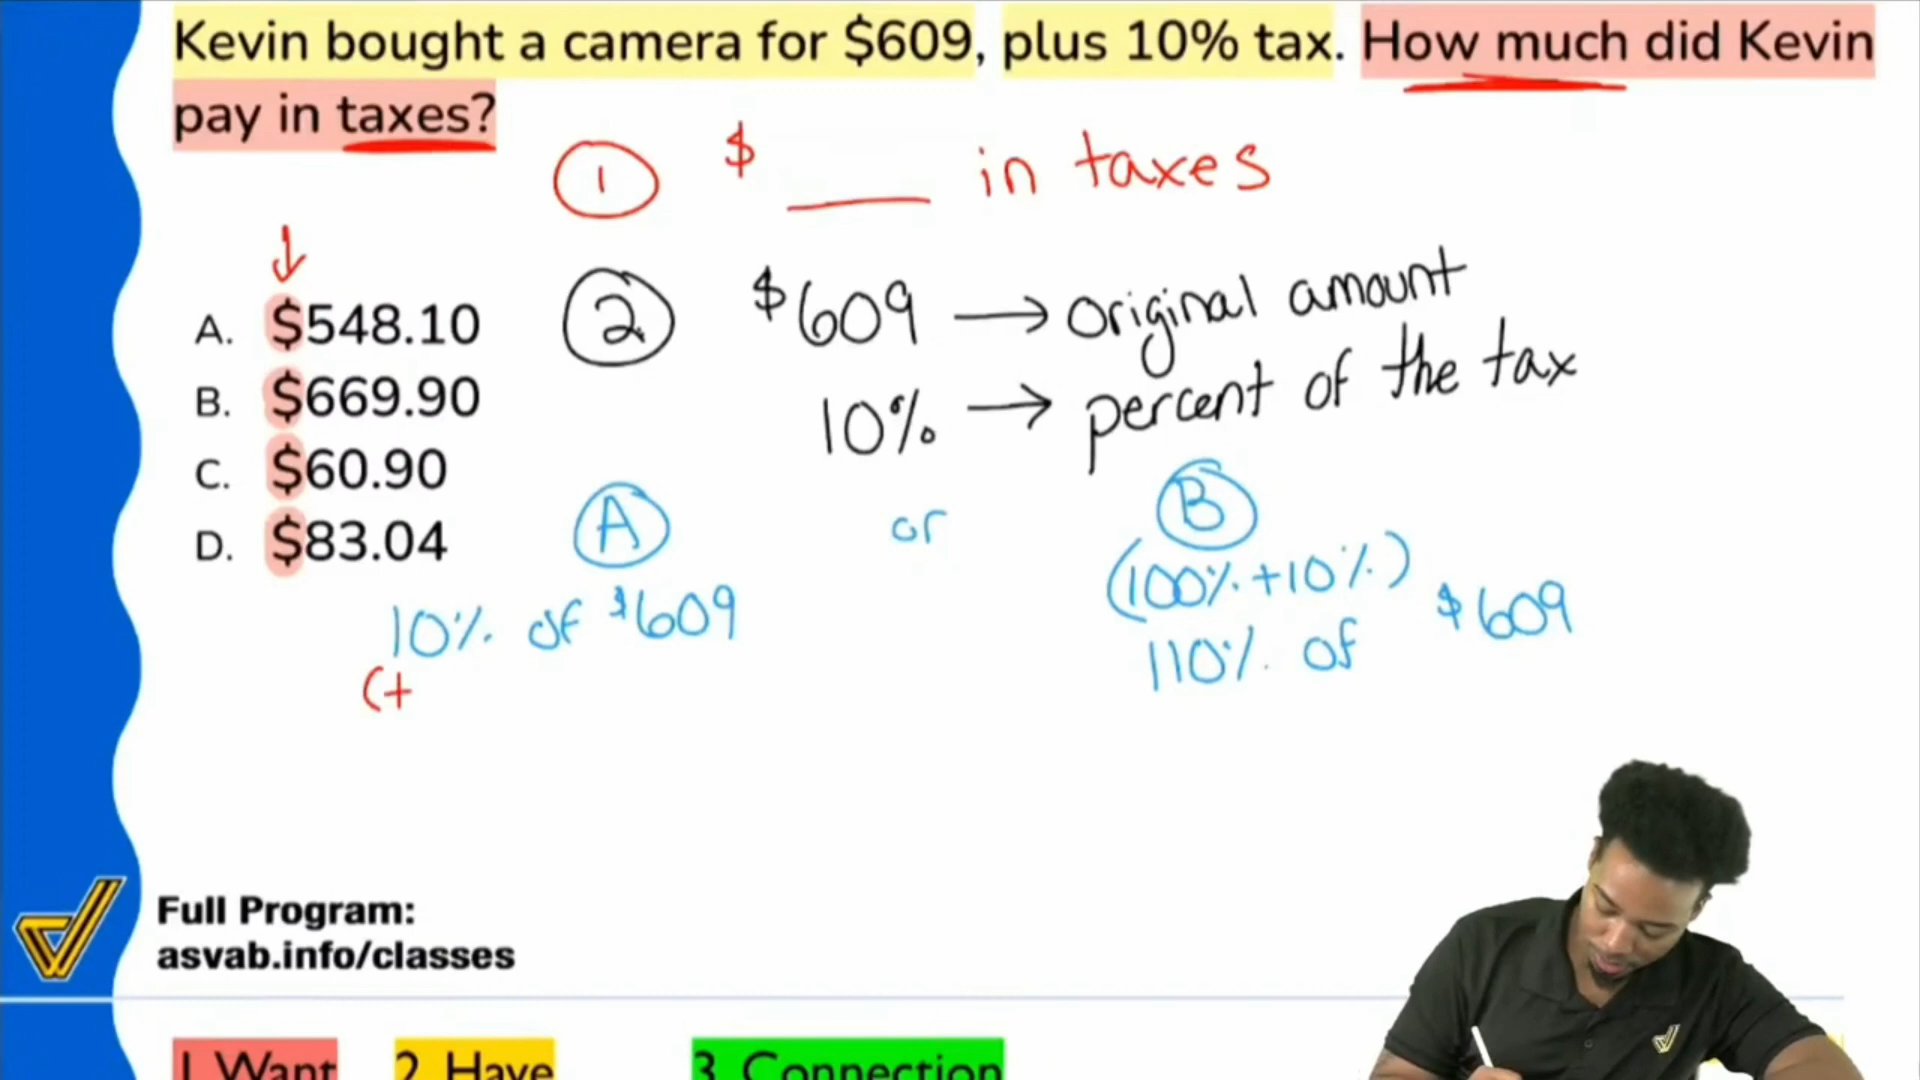 Kevin bought a camera for $609, plus 10% tax. How much did Kevin
pay in taxes?
1 $ ___ in taxes
A. $548.10
B. $669.90
C. $60.90
D. $83.04
2 $609 → original amount
10% → percent of the tax
A or B
10% of $609
(+
(100%+10%)
110% of $609
Full Program:
asvab.info/classes
1. Want 2. Have 3. Connection